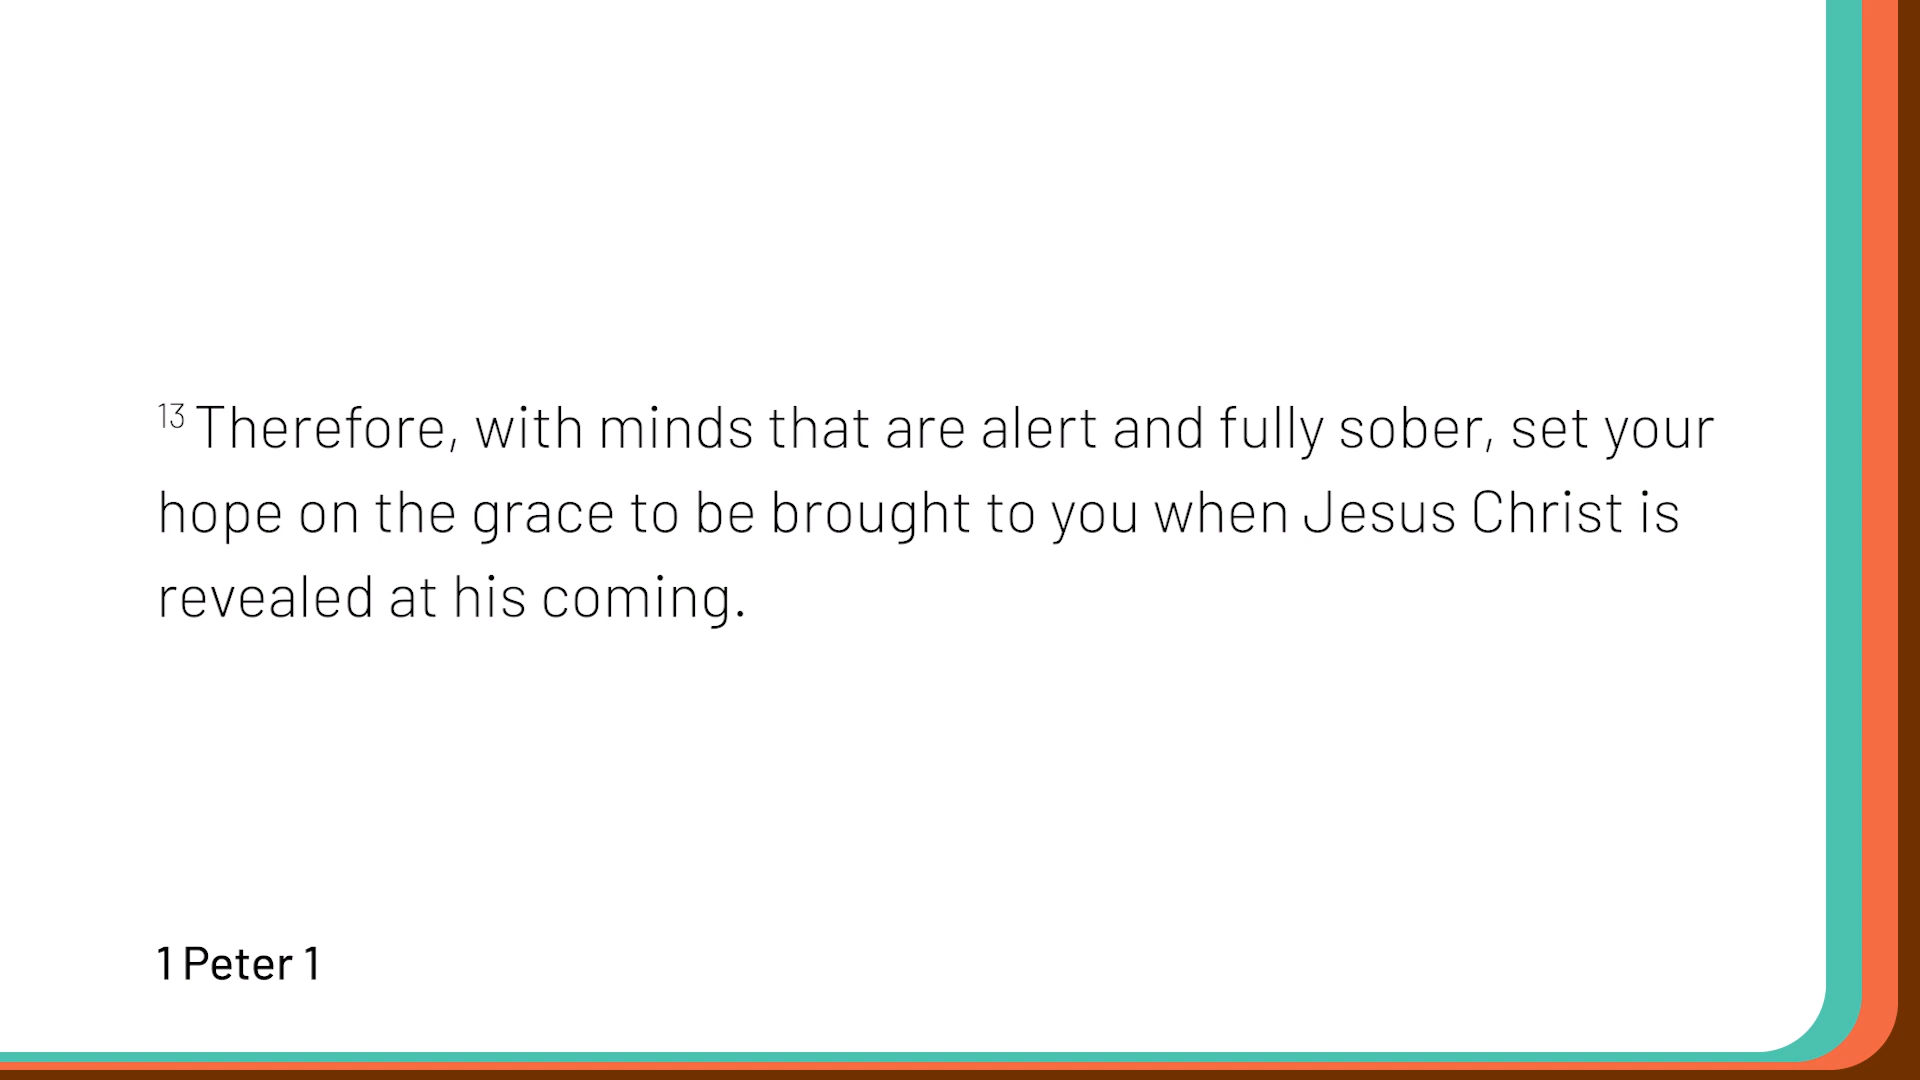 13 Therefore, with minds that are alert and fully sober, set your
hope on the grace to be brought to you when Jesus Christ is
revealed at his coming.
1 Peter 1